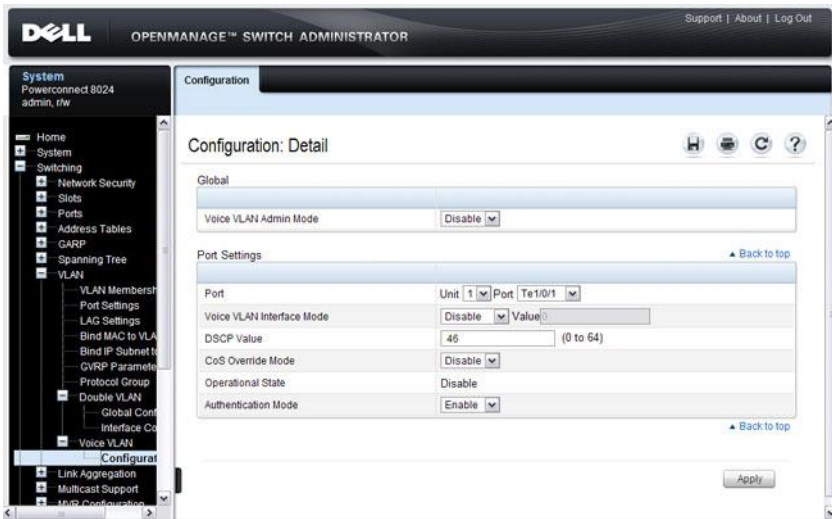 Support | About | Log Out
DELL
OPENMANAGE™ SWITCH ADMINISTRATOR
System
Powerconnect 8024
admin, r/w
Configuration
Home
System
Switching
Network Security
Slots
Ports
Address Tables
GARP
Spanning Tree
VLAN
VLAN Membersh
Port Settings
LAG Settings
Bind MAC to VLA
Bind IP Subnet to
GVRP Paramete
Protocol Group
Double VLAN
Global Conf
Interface Co
Voice VLAN
Configurat
Link Aggregation
Multicast Support
MVR Configuration
Configuration: Detail
Global
Voice VLAN Admin Mode Disable
Port Settings Back to top
Port Unit 1 Port Te1/0/1
Voice VLAN Interface Mode Disable Value 0
DSCP Value 46 (0 to 64)
CoS Override Mode Disable
Operational State Disable
Authentication Mode Enable
Back to top
Apply